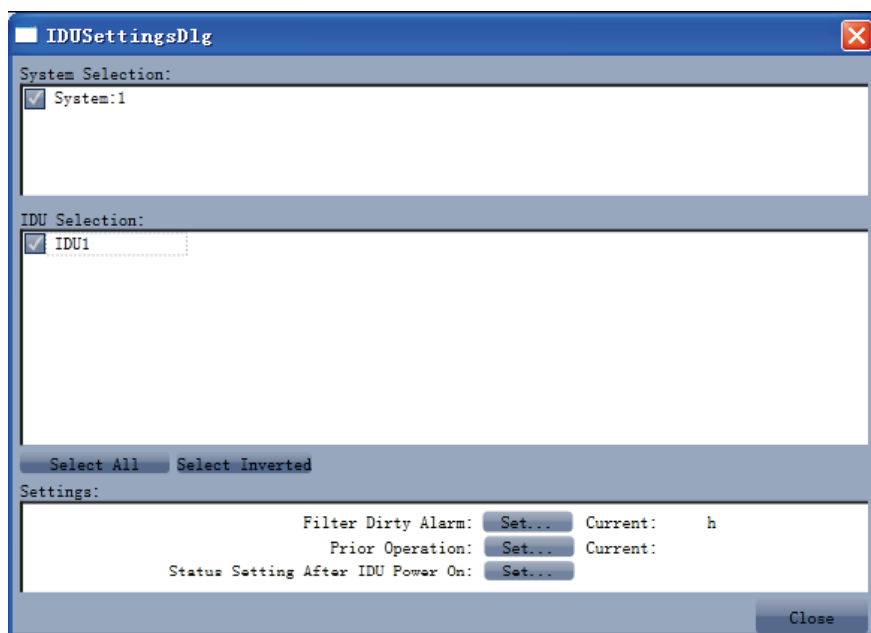 IDUSettingsDlg
System Selection:
System:1
IDU Selection:
IDU1
Select All Select Inverted
Settings:
Filter Dirty Alarm: Set... Current: h
Prior Operation: Set... Current:
Status Setting After IDU Power On: Set...
Close